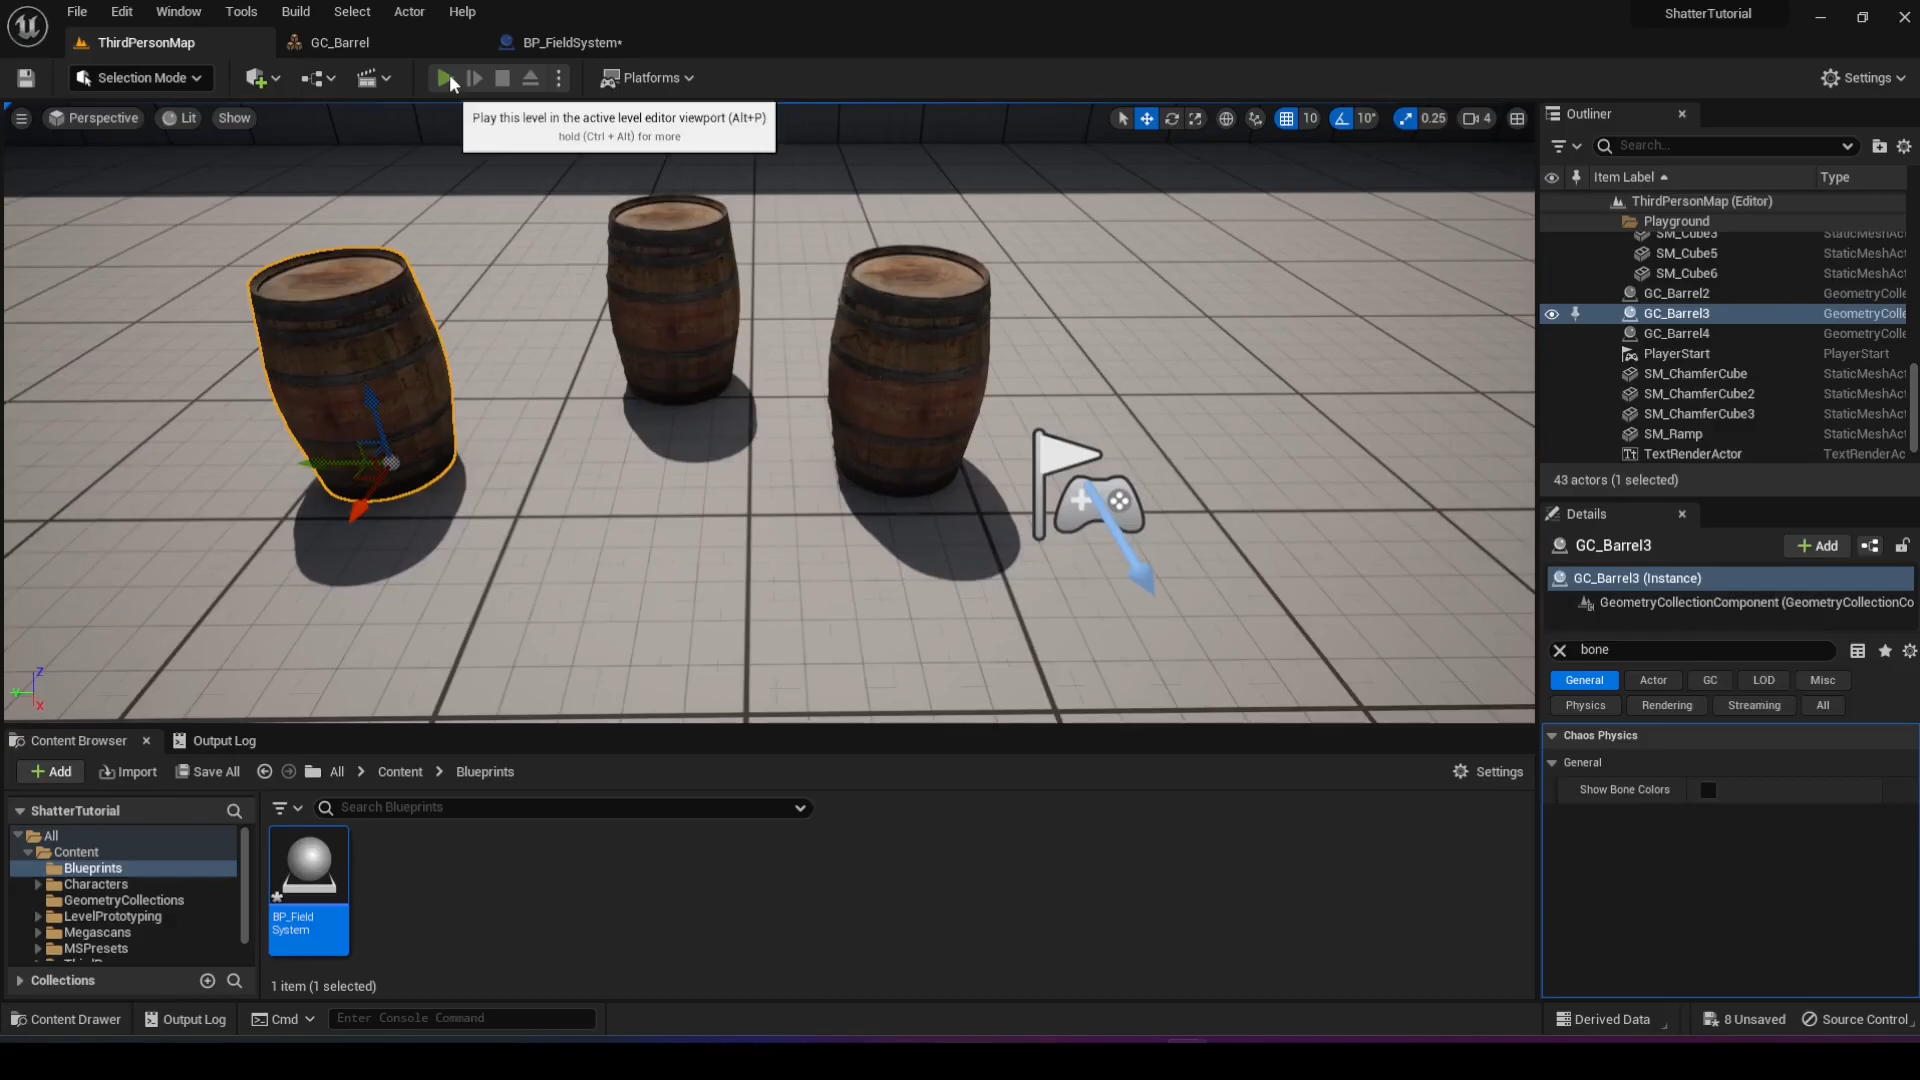 File Edit Window Tools Build Select Actor Help
ShatterTutorial
ThirdPersonMap GC_Barrel BP_FieldSystem*
Selection Mode Platforms Settings
Perspective Lit Show
Play this level in the active level editor viewport (Alt+P)
hold (Ctrl + Alt) for more
10 10° 0.25 4
Outliner
Search...
Item Label Type
ThirdPersonMap (Editor)
Playground
SM_Cube3 StaticMeshAct
SM_Cube5 StaticMeshAct
SM_Cube6 StaticMeshAct
GC_Barrel2 GeometryColle
GC_Barrel3 GeometryColle
GC_Barrel4 GeometryColle
PlayerStart PlayerStart
SM_ChamferCube StaticMeshAct
SM_ChamferCube2 StaticMeshAct
SM_ChamferCube3 StaticMeshAct
SM_Ramp StaticMeshAct
Tt TextRenderActor TextRenderAc
43 actors (1 selected)
Details
GC_Barrel3 + Add
GC_Barrel3 (Instance)
GeometryCollectionComponent (GeometryCollectionCo
bone
General Actor GC LOD Misc
Physics Rendering Streaming All
Chaos Physics
General
Show Bone Colors
Z
Y
X
Content Browser Output Log
+ Add Import Save All All > Content > Blueprints Settings
ShatterTutorial
Search Blueprints
All
Content
Blueprints
Characters
GeometryCollections
LevelPrototyping
Megascans
MSPresets
Collections
BP_Field
System
1 item (1 selected)
Content Drawer Output Log Cmd Enter Console Command Derived Data 8 Unsaved Source Control